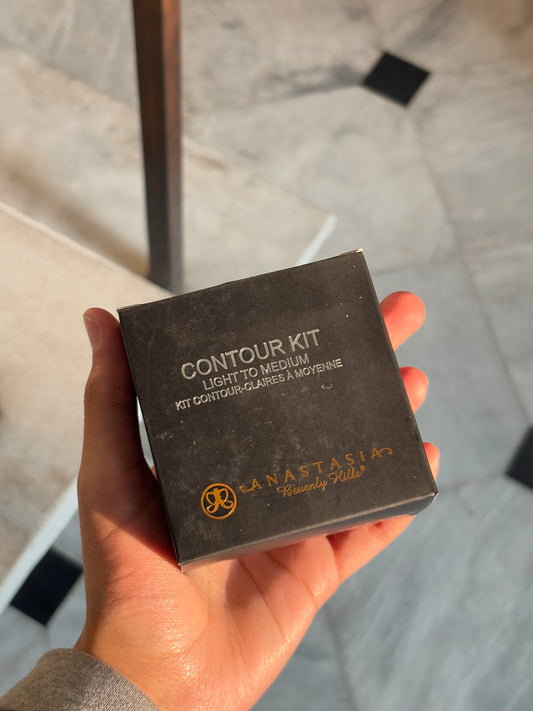 CONTOUR KIT
LIGHT TO MEDIUM
KIT CONTOUR-CLAIRES À MOYENNE
ANASTASIA
Beverly Hills®